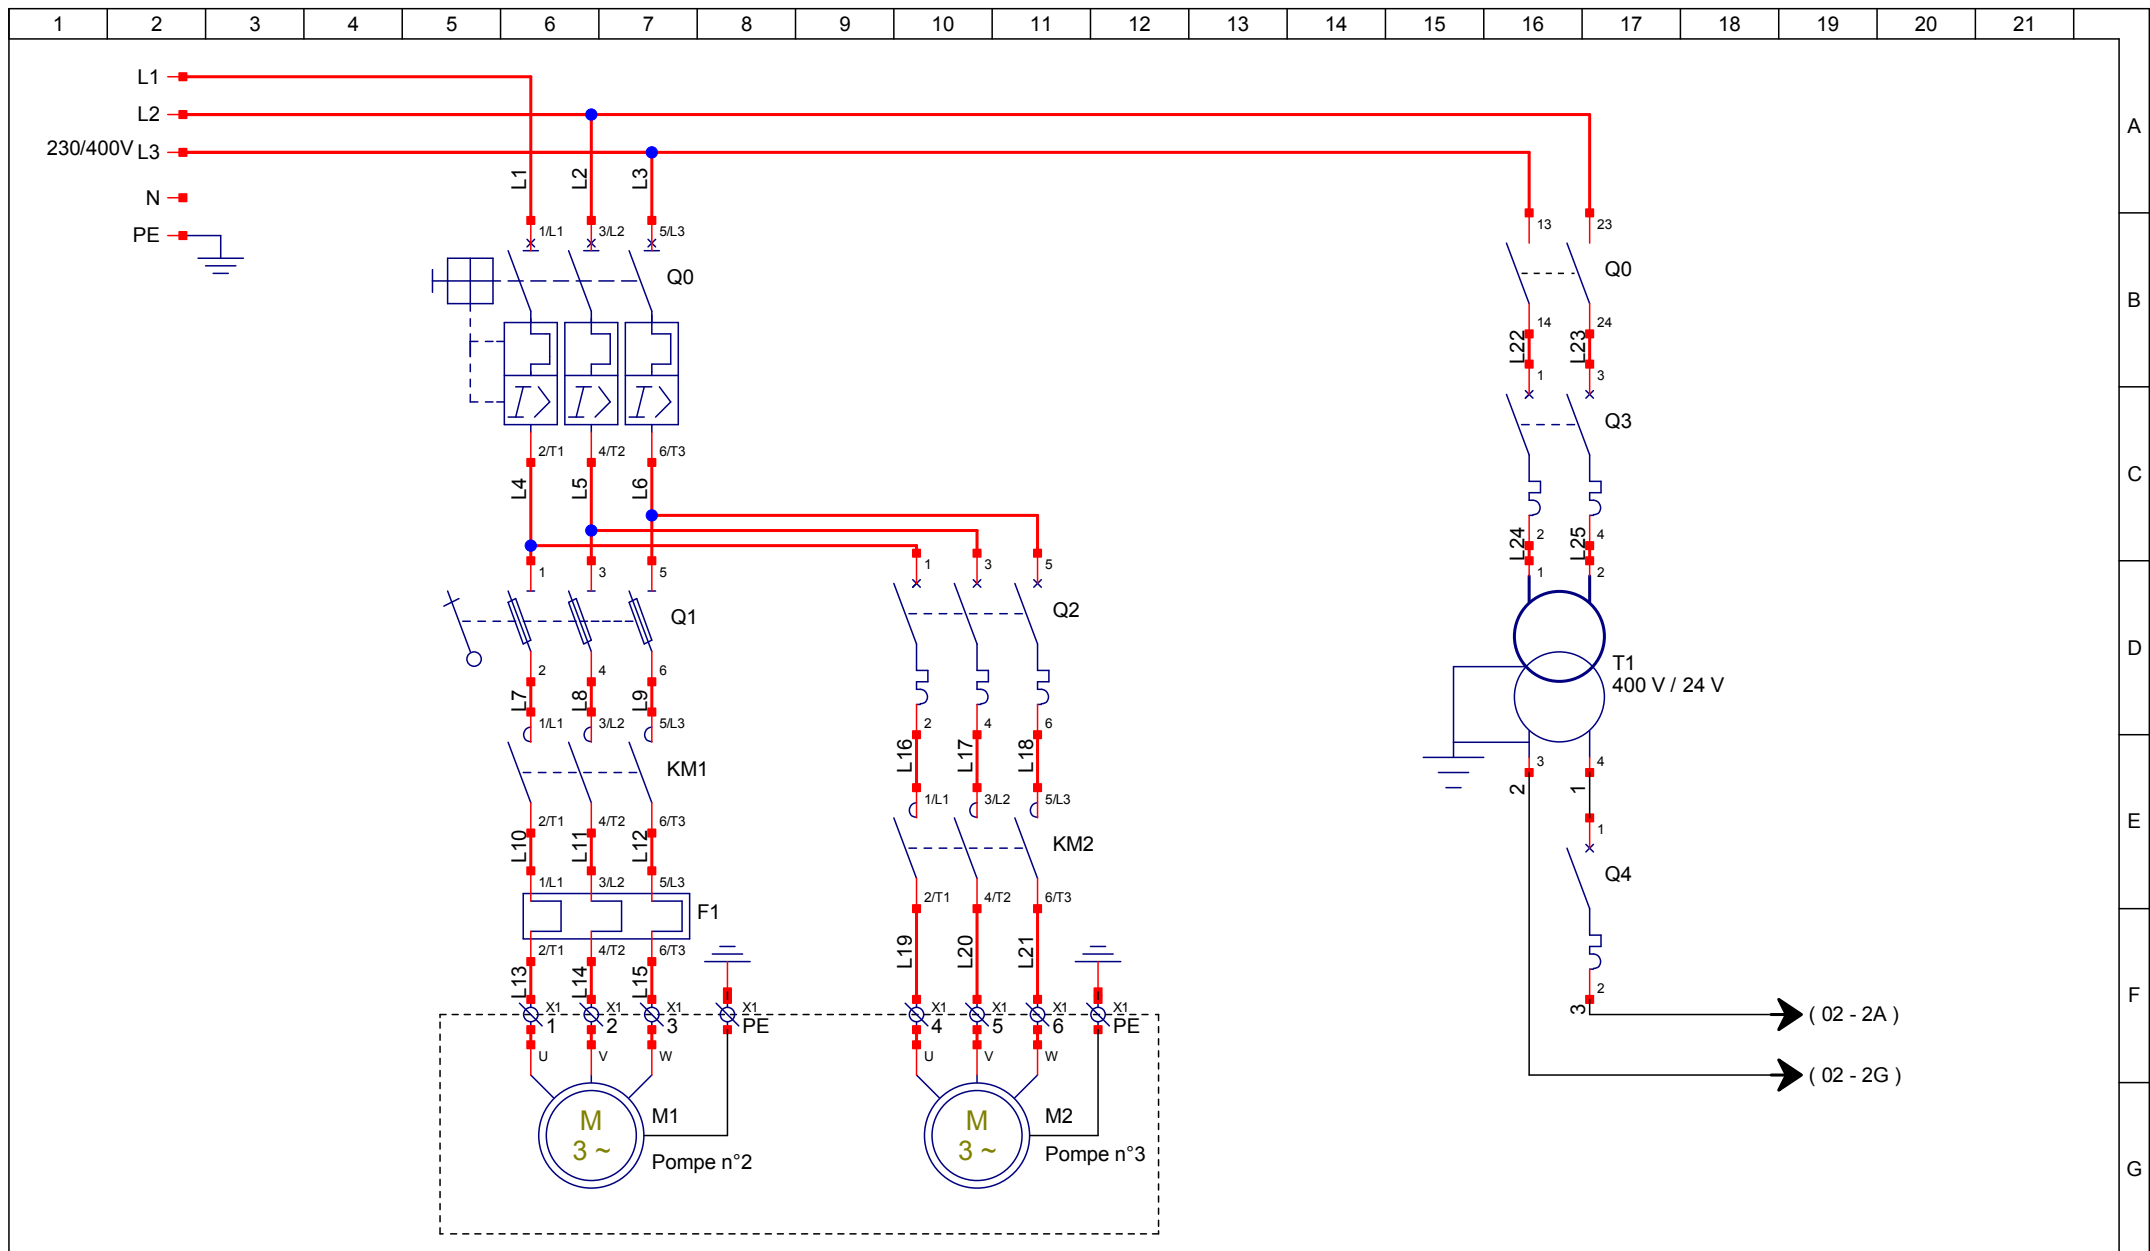 1 2 3 4 5 6 7 8 9 10 11 12 13 14 15 16 17 18 19 20 21
L1
L2
230/400V L3
N
PE
A
B
C
D
E
F
G
L1 L2 L3
1/L1 3/L2 5/L3
Q0
2/T1 4/T2 6/T3
L4 L5 L6
1 3 5
Q1
2 4 6
L7 L8 L9
1/L1 3/L2 5/L3
KM1
2/T1 4/T2 6/T3
L10 L11 L12
1/L1 3/L2 5/L3
F1
2/T1 4/T2 6/T3
L13 L14 L15
X1 X1 X1 X1
1 2 3 PE
U V W
M
3 ~
M1
Pompe n°2
1 3 5
Q2
2 4 6
L16 L17 L18
1/L1 3/L2 5/L3
KM2
2/T1 4/T2 6/T3
L19 L20 L21
X1 X1 X1 X1
4 5 6 PE
U V W
M
3 ~
M2
Pompe n°3
13 23
Q0
14 24
L22 L23
1 3
Q3
2 4
L24 L25
1 2
T1
400 V / 24 V
3 4
2 1
1
Q4
2
3
( 02 - 2A )
( 02 - 2G )